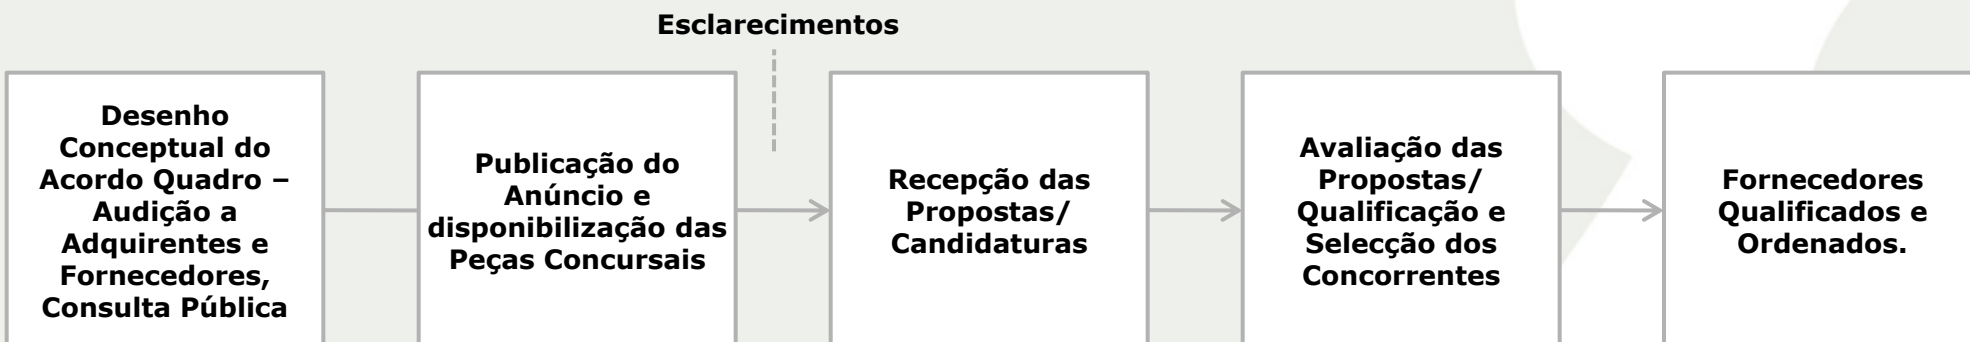 Esclarecimentos
Desenho
Conceptual do
Acordo Quadro –
Audição a
Adquirentes e
Fornecedores,
Consulta Pública
Publicação do
Anúncio e
disponibilização das
Peças Concursais
Recepção das
Propostas/
Candidaturas
Avaliação das
Propostas/
Qualificação e
Selecção dos
Concorrentes
Fornecedores
Qualificados e
Ordenados.